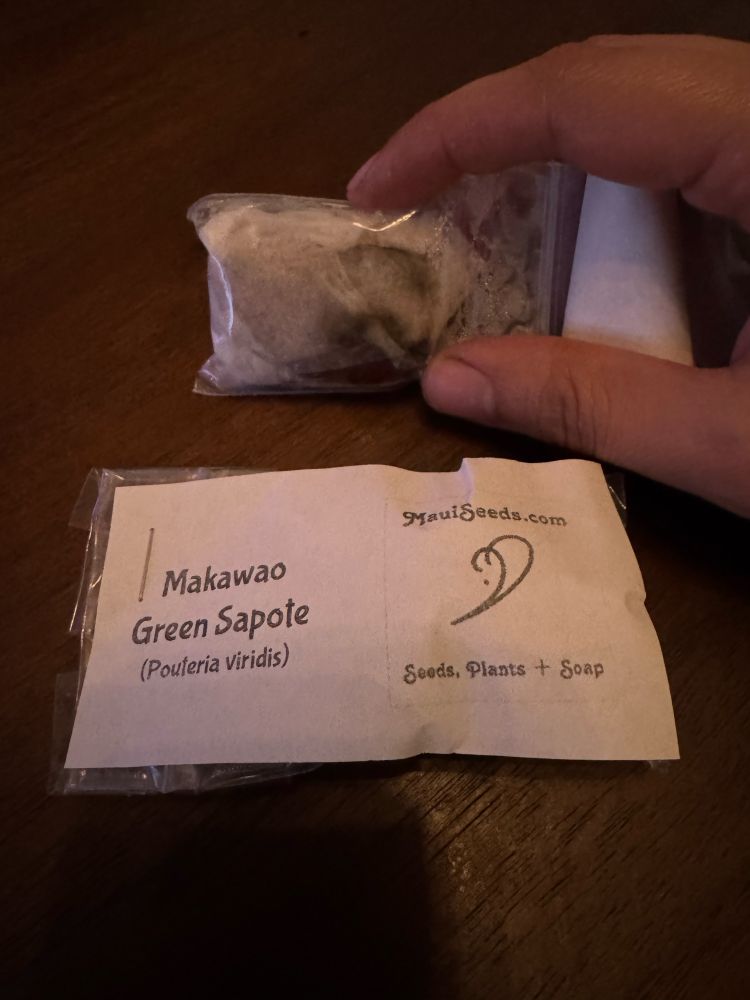 | Makawao
Green Sapote
(Pouteria viridis)
MauiSeeds.com
Seeds, Plants + Soap